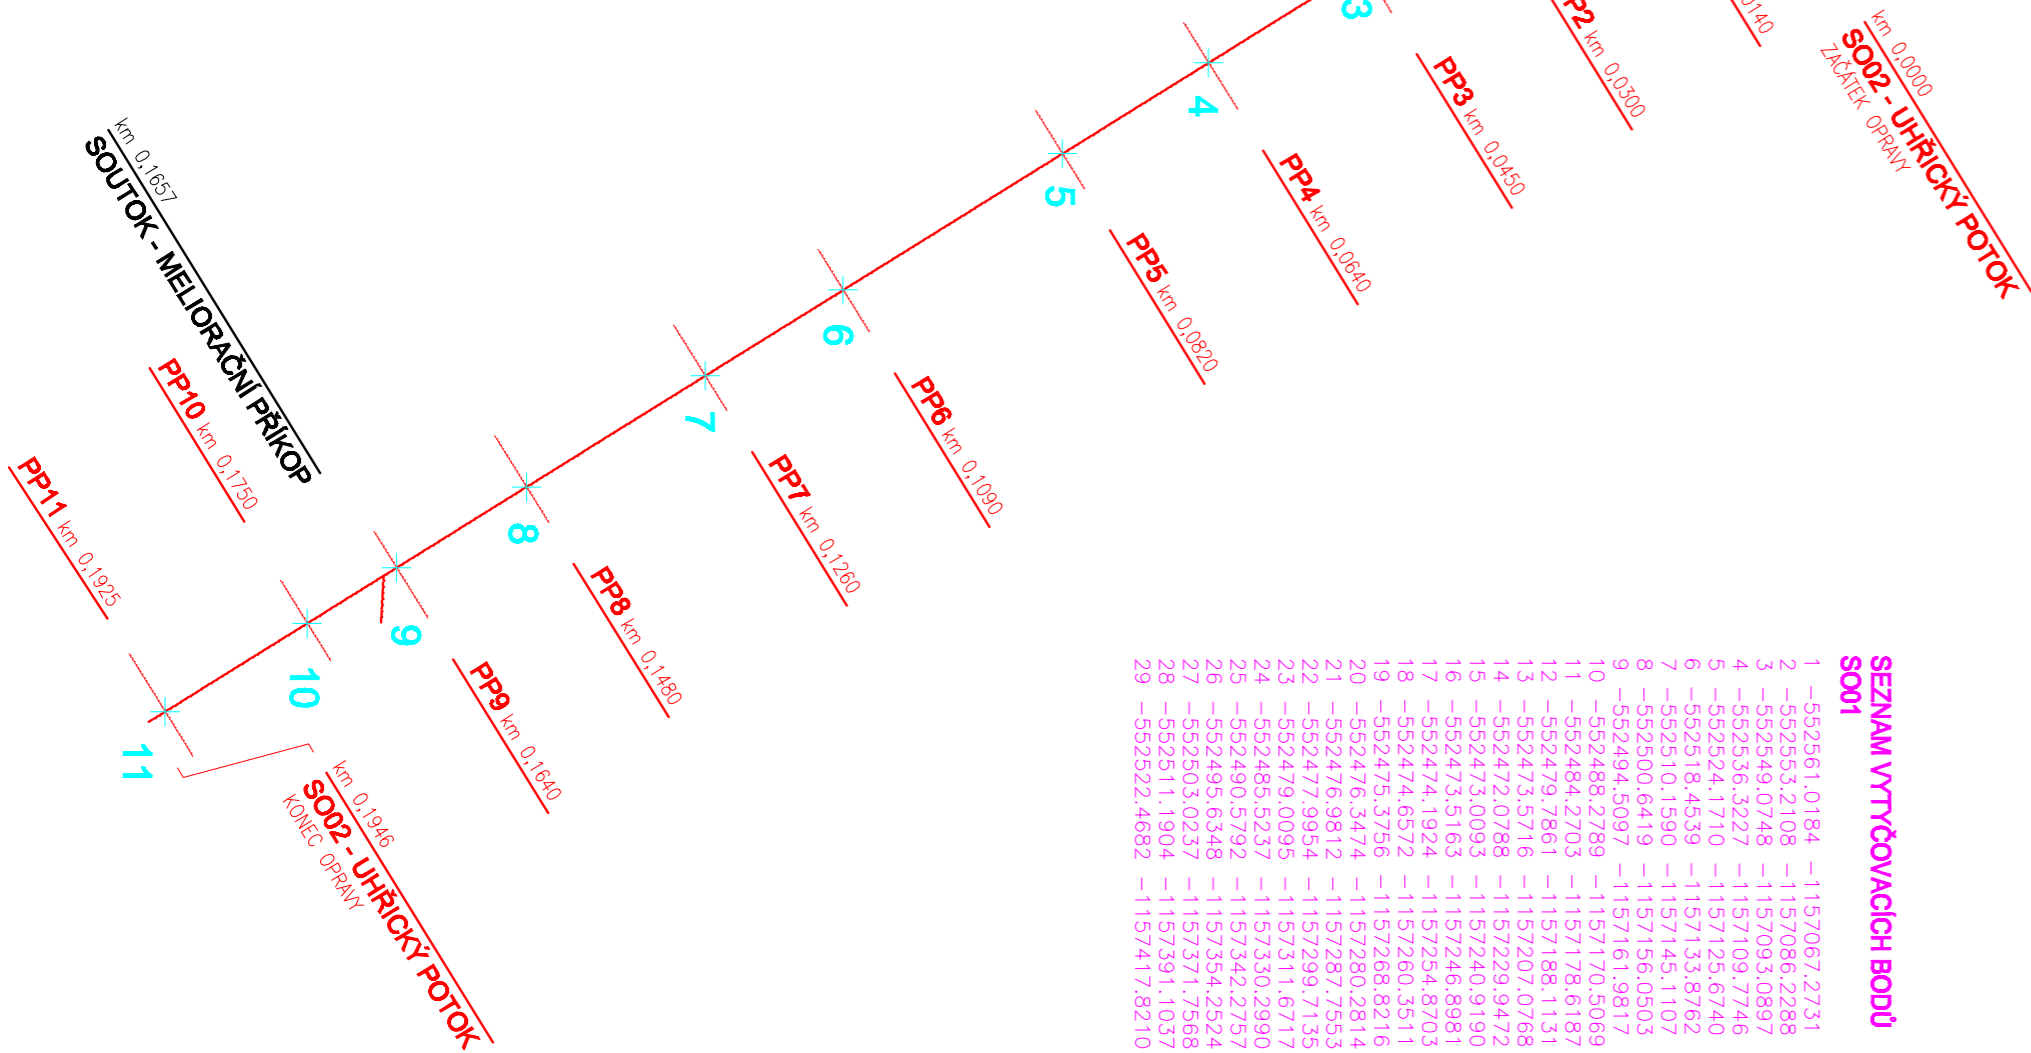 km 0,0000
SO02 - UHŘICKÝ POTOK
ZAČÁTEK OPRAVY
0140
PP2 km 0,0300
PP3 km 0,0450
PP4 km 0,0640
PP5 km 0,0820
PP6 km 0,1090
PP7 km 0,1260
PP8 km 0,1480
PP9 km 0,1640
km 0,1657
SOUTOK - MELIORAČNÍ PŘÍKOP
PP10 km 0,1750
PP11 km 0,1925
km 0,1946
SO02 - UHŘICKÝ POTOK
KONEC OPRAVY
3
4
5
6
7
8
9
10
11
SEZNAM VYTYČOVACÍCH BODŮ
SO01
1 -552561.0184 -1157067.2731
2 -552553.2108 -1157086.2288
3 -552549.0748 -1157093.0897
4 -552536.3227 -1157109.7746
5 -552524.1710 -1157125.6740
6 -552518.4539 -1157133.8762
7 -552510.1590 -1157145.1107
8 -552500.6419 -1157156.0503
9 -552494.5097 -1157161.9817
10 -552488.2789 -1157170.5069
11 -552484.2703 -1157178.6187
12 -552479.7861 -1157188.1131
13 -552473.5716 -1157207.0768
14 -552472.0788 -1157229.9472
15 -552473.0093 -1157240.9190
16 -552473.5163 -1157246.8981
17 -552474.1924 -1157254.8703
18 -552474.6572 -1157260.3511
19 -552475.3756 -1157268.8216
20 -552476.3474 -1157280.2814
21 -552476.9812 -1157287.7553
22 -552477.9954 -1157299.7135
23 -552479.0095 -1157311.6717
24 -552485.5237 -1157330.2990
25 -552490.5792 -1157342.2757
26 -552495.6348 -1157354.2524
27 -552503.0237 -1157371.7568
28 -552511.1904 -1157391.1037
29 -552522.4682 -1157417.8210